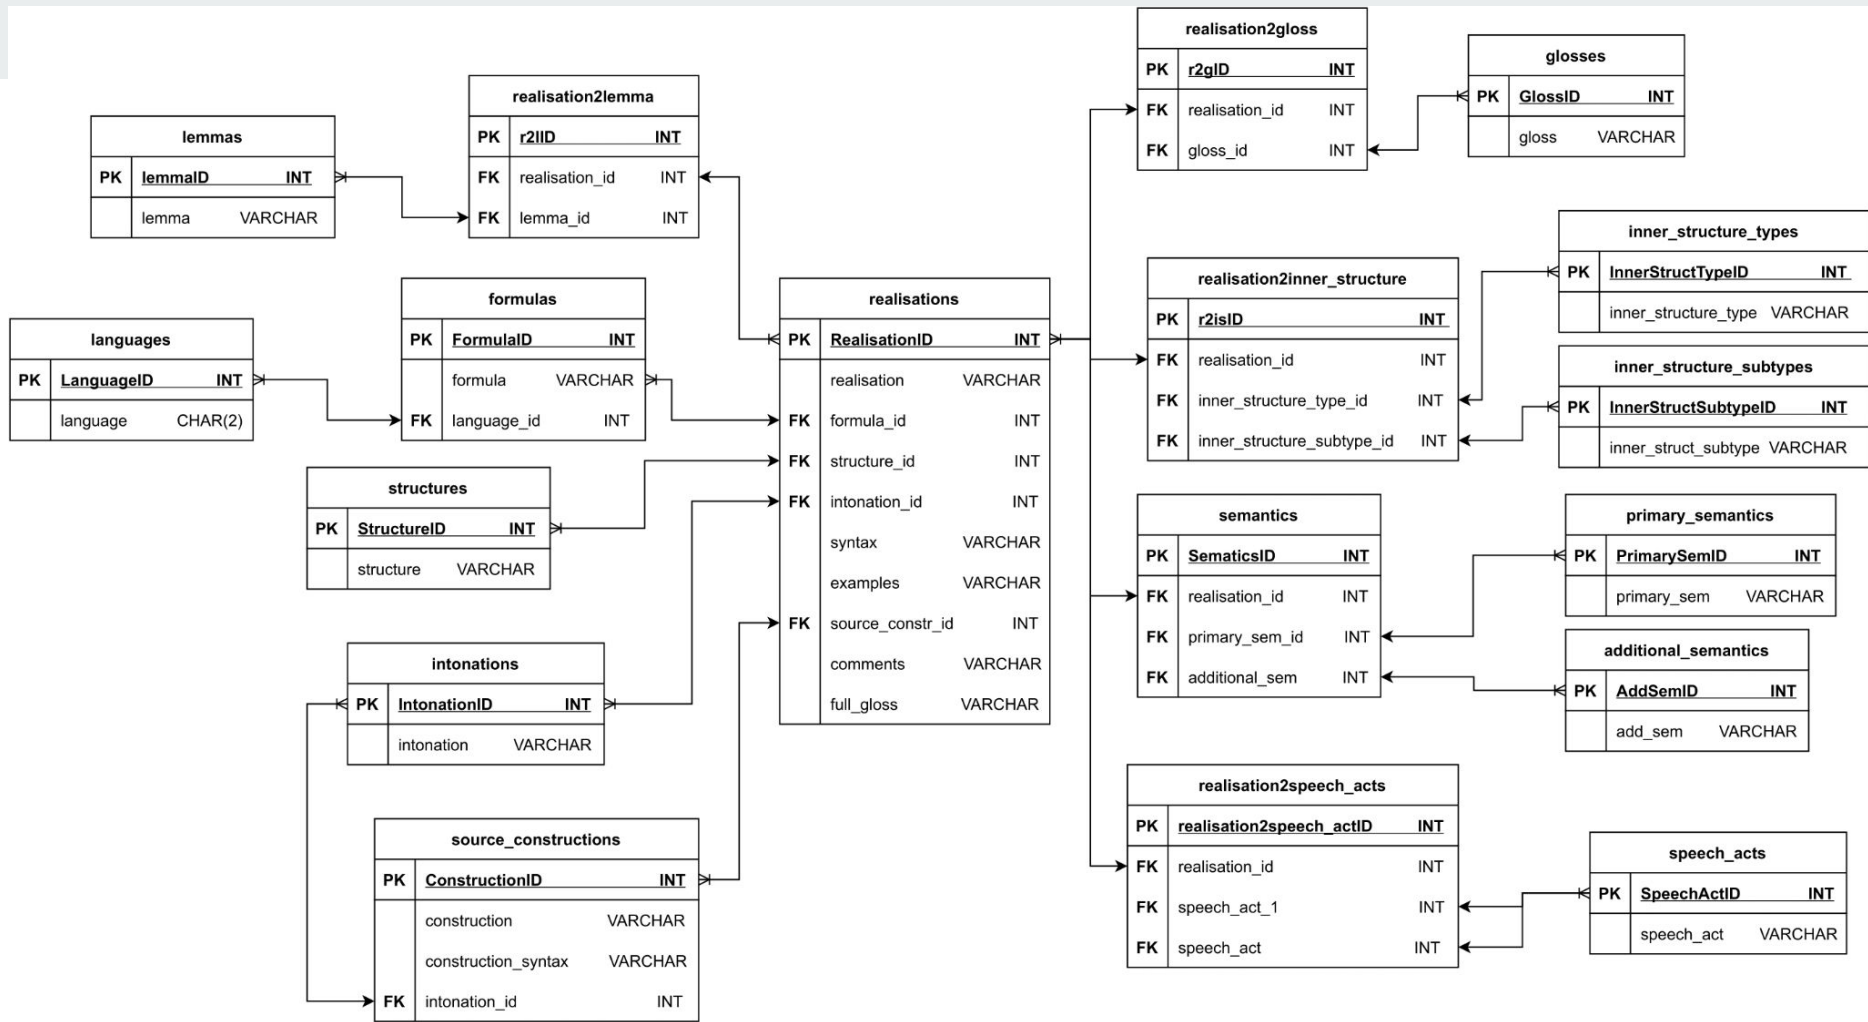 realisation2lemma
PK r2lID INT
FK realisation_id INT
FK lemma_id INT
lemmas
PK lemmaID INT
lemma VARCHAR
languages
PK LanguageID INT
language CHAR(2)
formulas
PK FormulaID INT
formula VARCHAR
FK language_id INT
structures
PK StructureID INT
structure VARCHAR
intonations
PK IntonationID INT
intonation VARCHAR
source_constructions
PK ConstructionID INT
construction VARCHAR
construction_syntax VARCHAR
FK intonation_id INT
realisations
PK RealisationID INT
realisation VARCHAR
FK formula_id INT
FK structure_id INT
FK intonation_id INT
syntax VARCHAR
examples VARCHAR
FK source_constr_id INT
comments VARCHAR
full_gloss VARCHAR
realisation2gloss
PK r2gID INT
FK realisation_id INT
FK gloss_id INT
glosses
PK GlossID INT
gloss VARCHAR
realisation2inner_structure
PK r2isID INT
FK realisation_id INT
FK inner_structure_type_id INT
FK inner_structure_subtype_id INT
inner_structure_types
PK InnerStructTypeID INT
inner_structure_type VARCHAR
inner_structure_subtypes
PK InnerStructSubtypeID INT
inner_struct_subtype VARCHAR
semantics
PK SematicsID INT
FK realisation_id INT
FK primary_sem_id INT
FK additional_sem INT
primary_semantics
PK PrimarySemID INT
primary_sem VARCHAR
additional_semantics
PK AddSemID INT
add_sem VARCHAR
realisation2speech_acts
PK realisation2speech_actID INT
FK realisation_id INT
FK speech_act_1 INT
FK speech_act INT
speech_acts
PK SpeechActID INT
speech_act VARCHAR